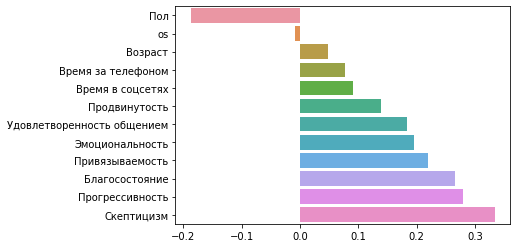 Пол
os
Возраст
Время за телефоном
Время в соцсетях
Продвинутость
Удовлетворенность общением
Эмоциональность
Привязываемость
Благосостояние
Прогрессивность
Скептицизм
−0.2 −0.1 0.0 0.1 0.2 0.3